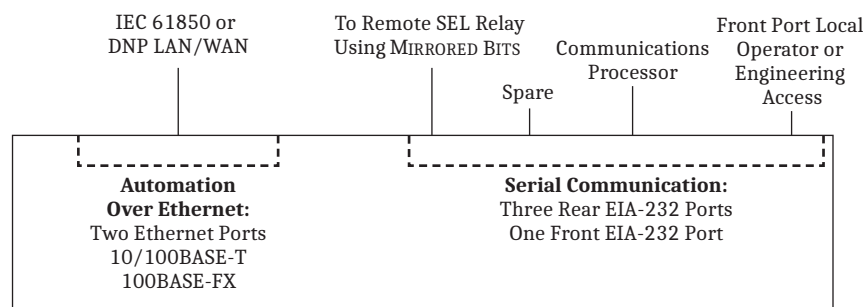 IEC 61850 or
DNP LAN/WAN
To Remote SEL Relay
Using MIRRORED BITS
Spare
Communications
Processor
Front Port Local
Operator or
Engineering
Access
Automation
Over Ethernet:
Two Ethernet Ports
10/100BASE-T
100BASE-FX
Serial Communication:
Three Rear EIA-232 Ports
One Front EIA-232 Port